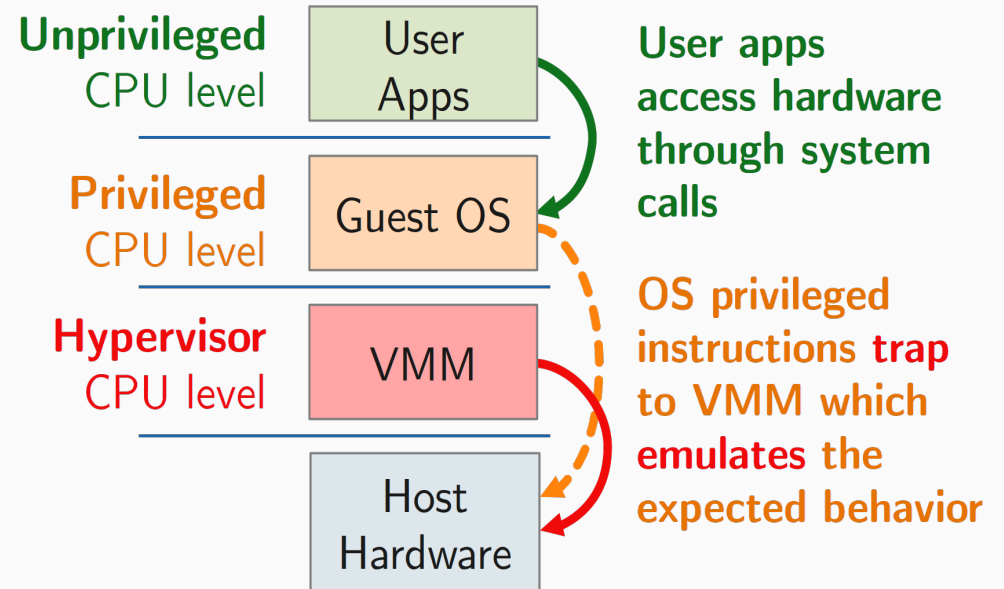 Unprivileged
CPU level
User
Apps
User apps
access hardware
through system
calls
Privileged
CPU level
Guest OS
Hypervisor
CPU level
VMM
OS privileged
instructions trap
to VMM which
emulates the
expected behavior
Host
Hardware